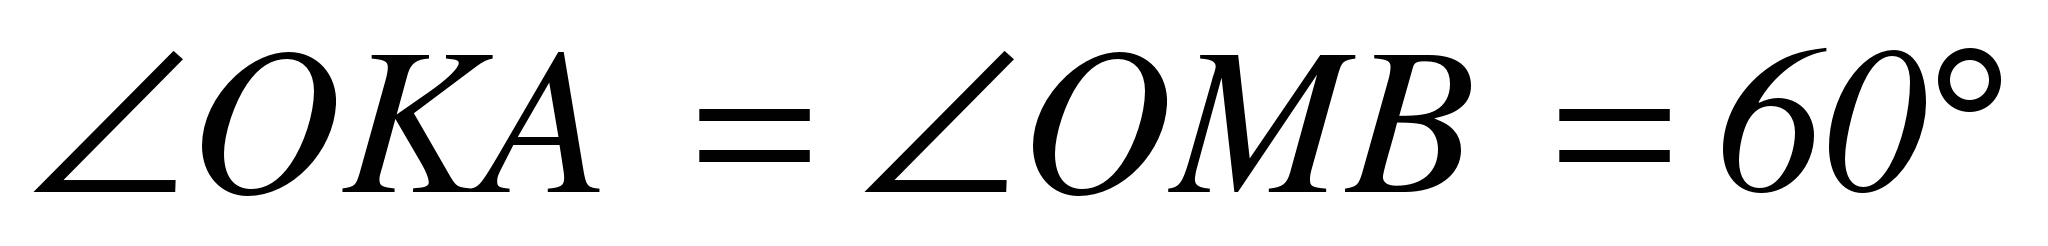 ∠OKA = ∠OMB = 60°